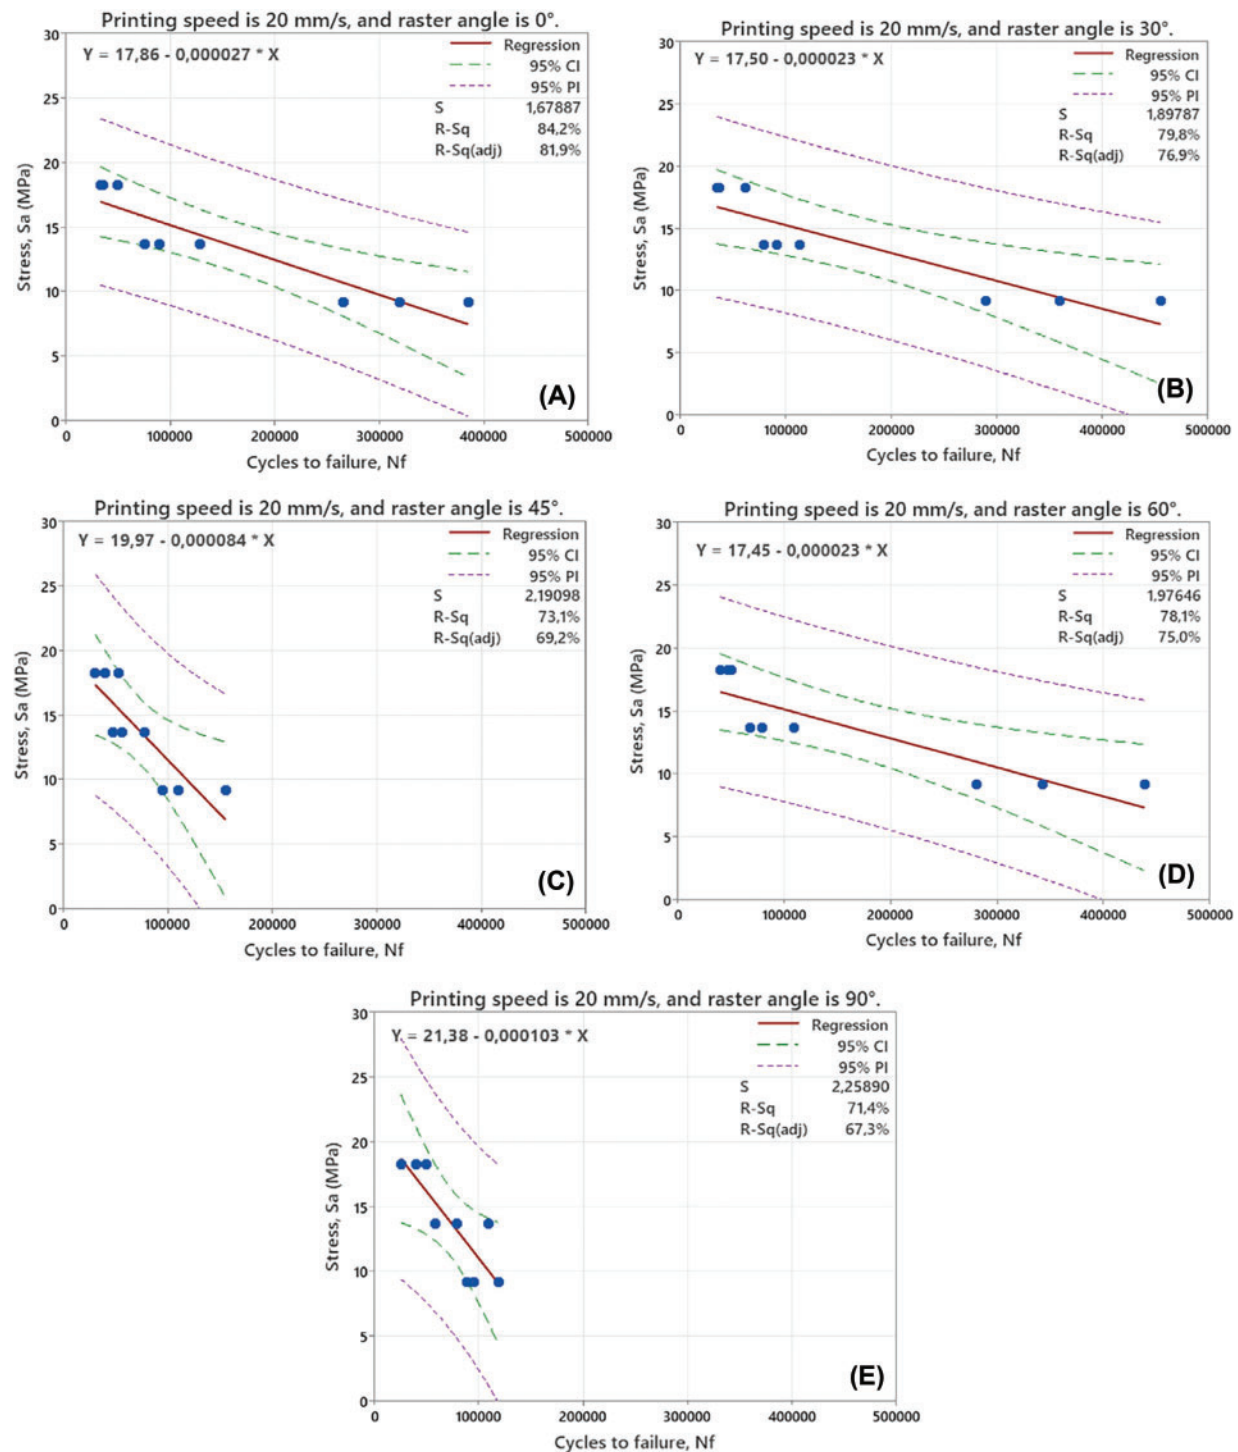 Printing speed is 20 mm/s, and raster angle is 0°.
Y = 17,86 - 0,000027 * X
Regression
95% CI
95% PI
S 1,67887
R-Sq 84,2%
R-Sq(adj) 81,9%
30
25
20
15
10
5
0
Stress, Sa (MPa)
(A)
0 100000 200000 300000 400000 500000
Cycles to failure, Nf
Printing speed is 20 mm/s, and raster angle is 30°.
Y = 17,50 - 0,000023 * X
Regression
95% CI
95% PI
S 1,89787
R-Sq 79,8%
R-Sq(adj) 76,9%
30
25
20
15
10
5
0
Stress, Sa (MPa)
(B)
0 100000 200000 300000 400000 500000
Cycles to failure, Nf
Printing speed is 20 mm/s, and raster angle is 45°.
Y = 19,97 - 0,000084 * X
Regression
95% CI
95% PI
S 2,19098
R-Sq 73,1%
R-Sq(adj) 69,2%
30
25
20
15
10
5
0
Stress, Sa (MPa)
(C)
0 100000 200000 300000 400000 500000
Cycles to failure, Nf
Printing speed is 20 mm/s, and raster angle is 60°.
Y = 17,45 - 0,000023 * X
Regression
95% CI
95% PI
S 1,97646
R-Sq 78,1%
R-Sq(adj) 75,0%
30
25
20
15
10
5
0
Stress, Sa (MPa)
(D)
0 100000 200000 300000 400000 500000
Cycles to failure, Nf
Printing speed is 20 mm/s, and raster angle is 90°.
Y = 21,38 - 0,000103 * X
Regression
95% CI
95% PI
S 2,25890
R-Sq 71,4%
R-Sq(adj) 67,3%
30
25
20
15
10
5
0
Stress, Sa (MPa)
(E)
0 100000 200000 300000 400000 500000
Cycles to failure, Nf